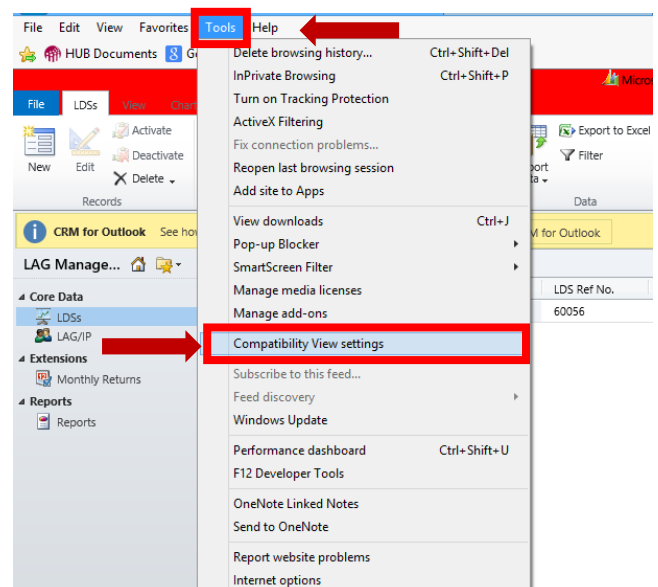 File Edit View Favorites Tools Help
HUB Documents
Delete browsing history... Ctrl+Shift+Del
InPrivate Browsing Ctrl+Shift+P
Turn on Tracking Protection
ActiveX Filtering
Fix connection problems...
Reopen last browsing session
Add site to Apps
View downloads Ctrl+J
Pop-up Blocker
SmartScreen Filter
Manage media licenses
Manage add-ons
Compatibility View settings
Subscribe to this feed...
Feed discovery
Windows Update
Performance dashboard Ctrl+Shift+U
F12 Developer Tools
OneNote Linked Notes
Send to OneNote
Report website problems
Internet options
File LDSs View Chart
New
Edit
Activate
Deactivate
Delete
Records
Export to Excel
Filter
Data
CRM for Outlook See how
for Outlook
LAG Manage...
Core Data
LDSs
LAG/IP
Extensions
Monthly Returns
Reports
Reports
LDS Ref No.
60056